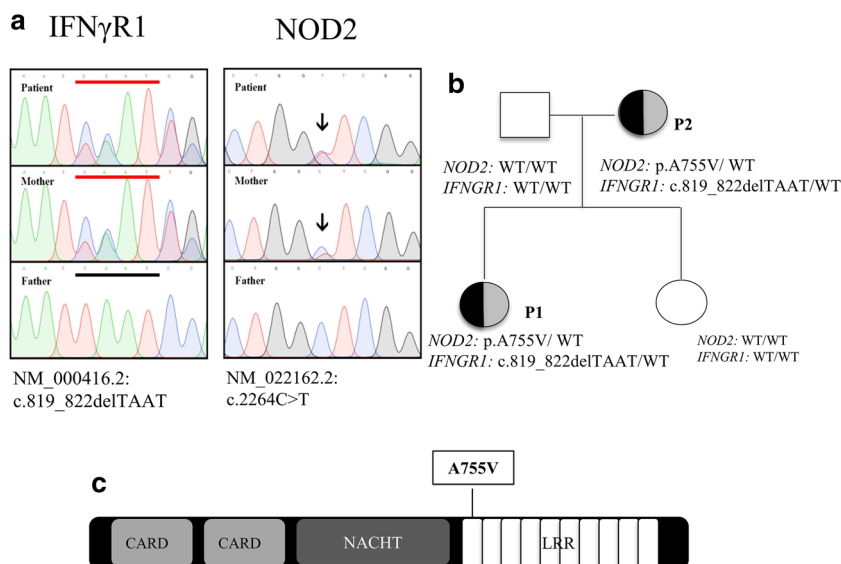 a
IFNγR1
NOD2
Patient
Mother
Father
Patient
Mother
Father
NM_000416.2:
c.819_822delTAAT
NM_022162.2:
c.2264C>T
b
P2
NOD2: WT/WT
IFNGR1: WT/WT
NOD2: p.A755V/ WT
IFNGR1: c.819_822delTAAT/WT
P1
NOD2: p.A755V/ WT
IFNGR1: c.819_822delTAAT/WT
NOD2: WT/WT
IFNGR1: WT/WT
c
A755V
CARD
CARD
NACHT
LRR